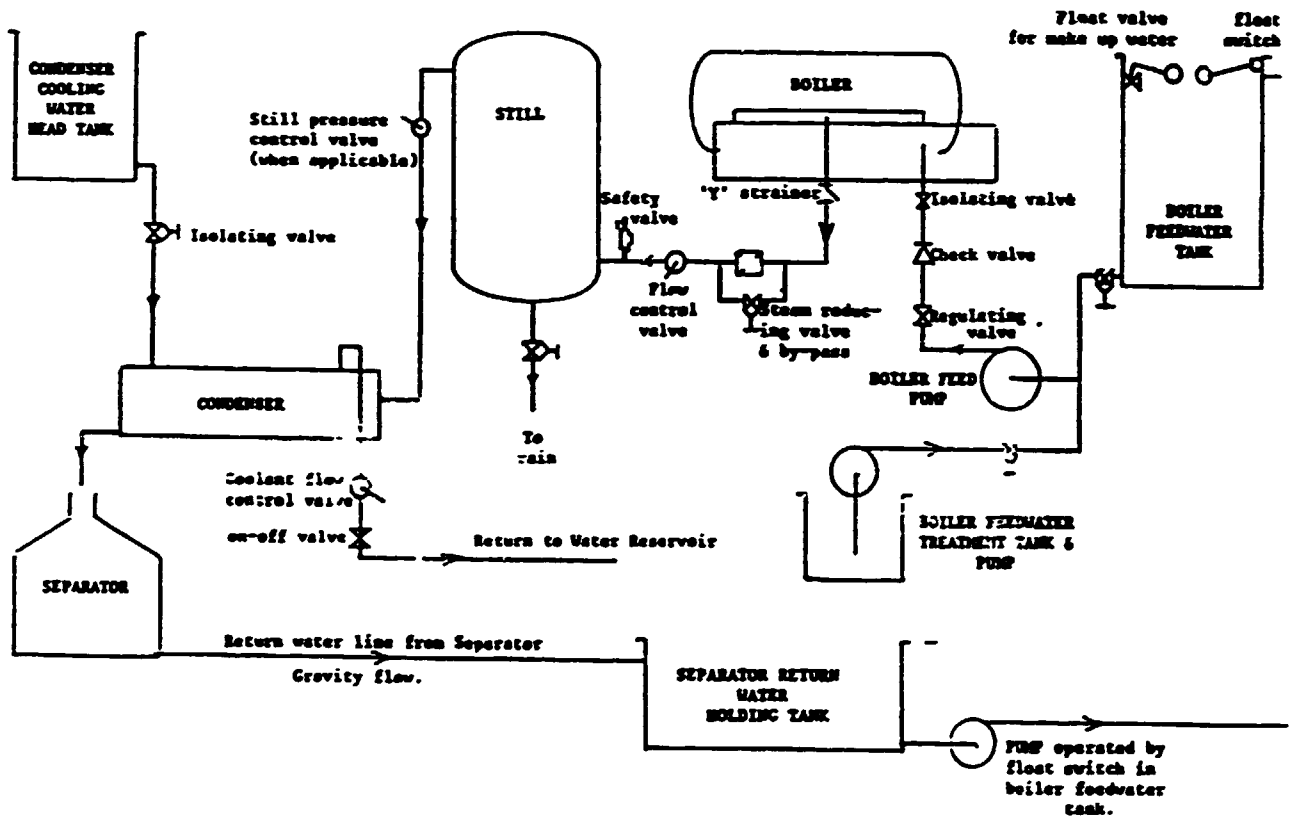 CONDENSER
COOLING
WATER
HEAD TANK
Isolating valve
Still pressure
control valve
(when applicable)
STILL
Safety
valve
Flow
control
valve
Steam reduc-
ing valve
& by-pass
BOILER
"Y" strainer
Isolating valve
Check valve
Regulating
valve
BOILER FEED
PUMP
Float valve
for make up water
float
switch
BOILER
FEEDWATER
TANK
CONDENSER
To
Coolant flow
control valve
on-off valve
Return to Water Reservoir
BOILER FEEDWATER
TREATMENT TANK &
PUMP
SEPARATOR
Return water line from Separator
Gravity flow.
SEPARATOR RETURN
WATER
HOLDING TANK
PUMP operated by
float switch in
boiler feedwater
tank.